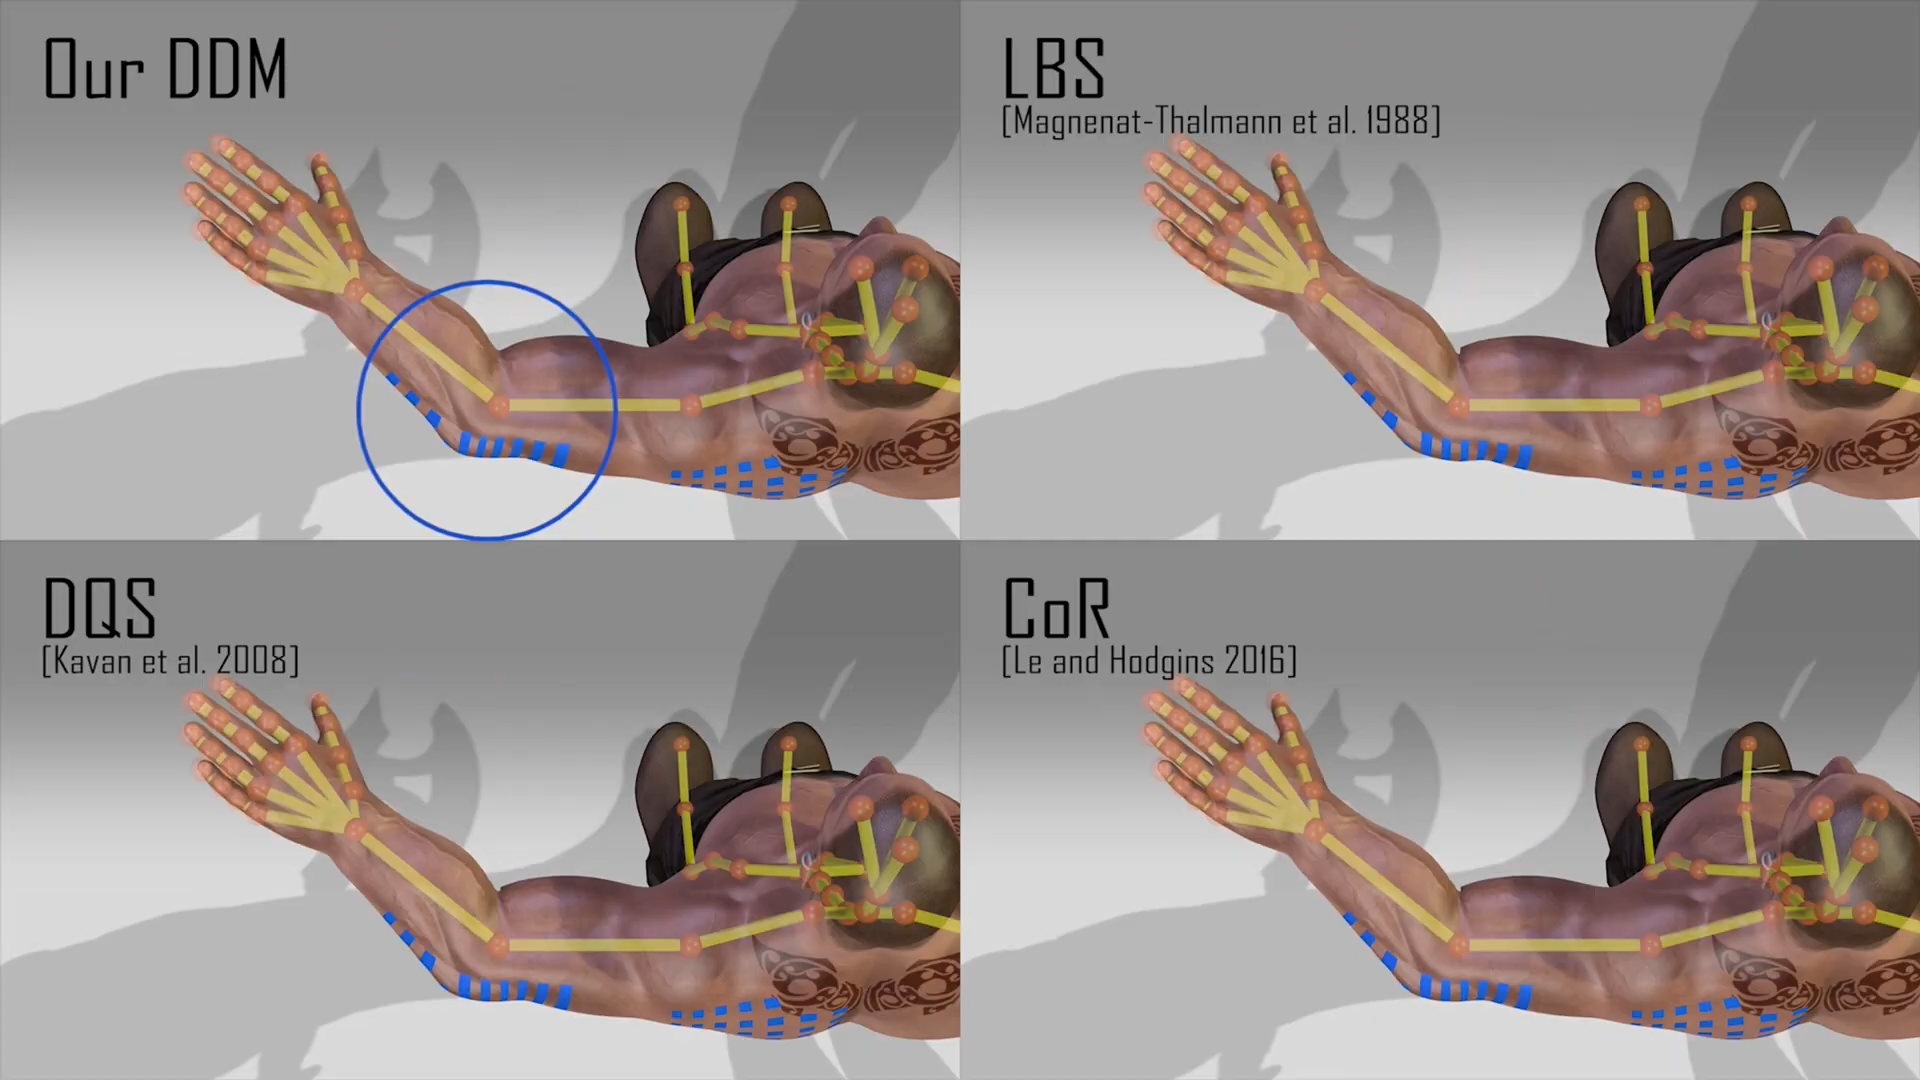 Our DDM
LBS
[Magnenat-Thalmann et al. 1988]
DQS
[Kavan et al. 2008]
CoR
[Le and Hodgins 2016]